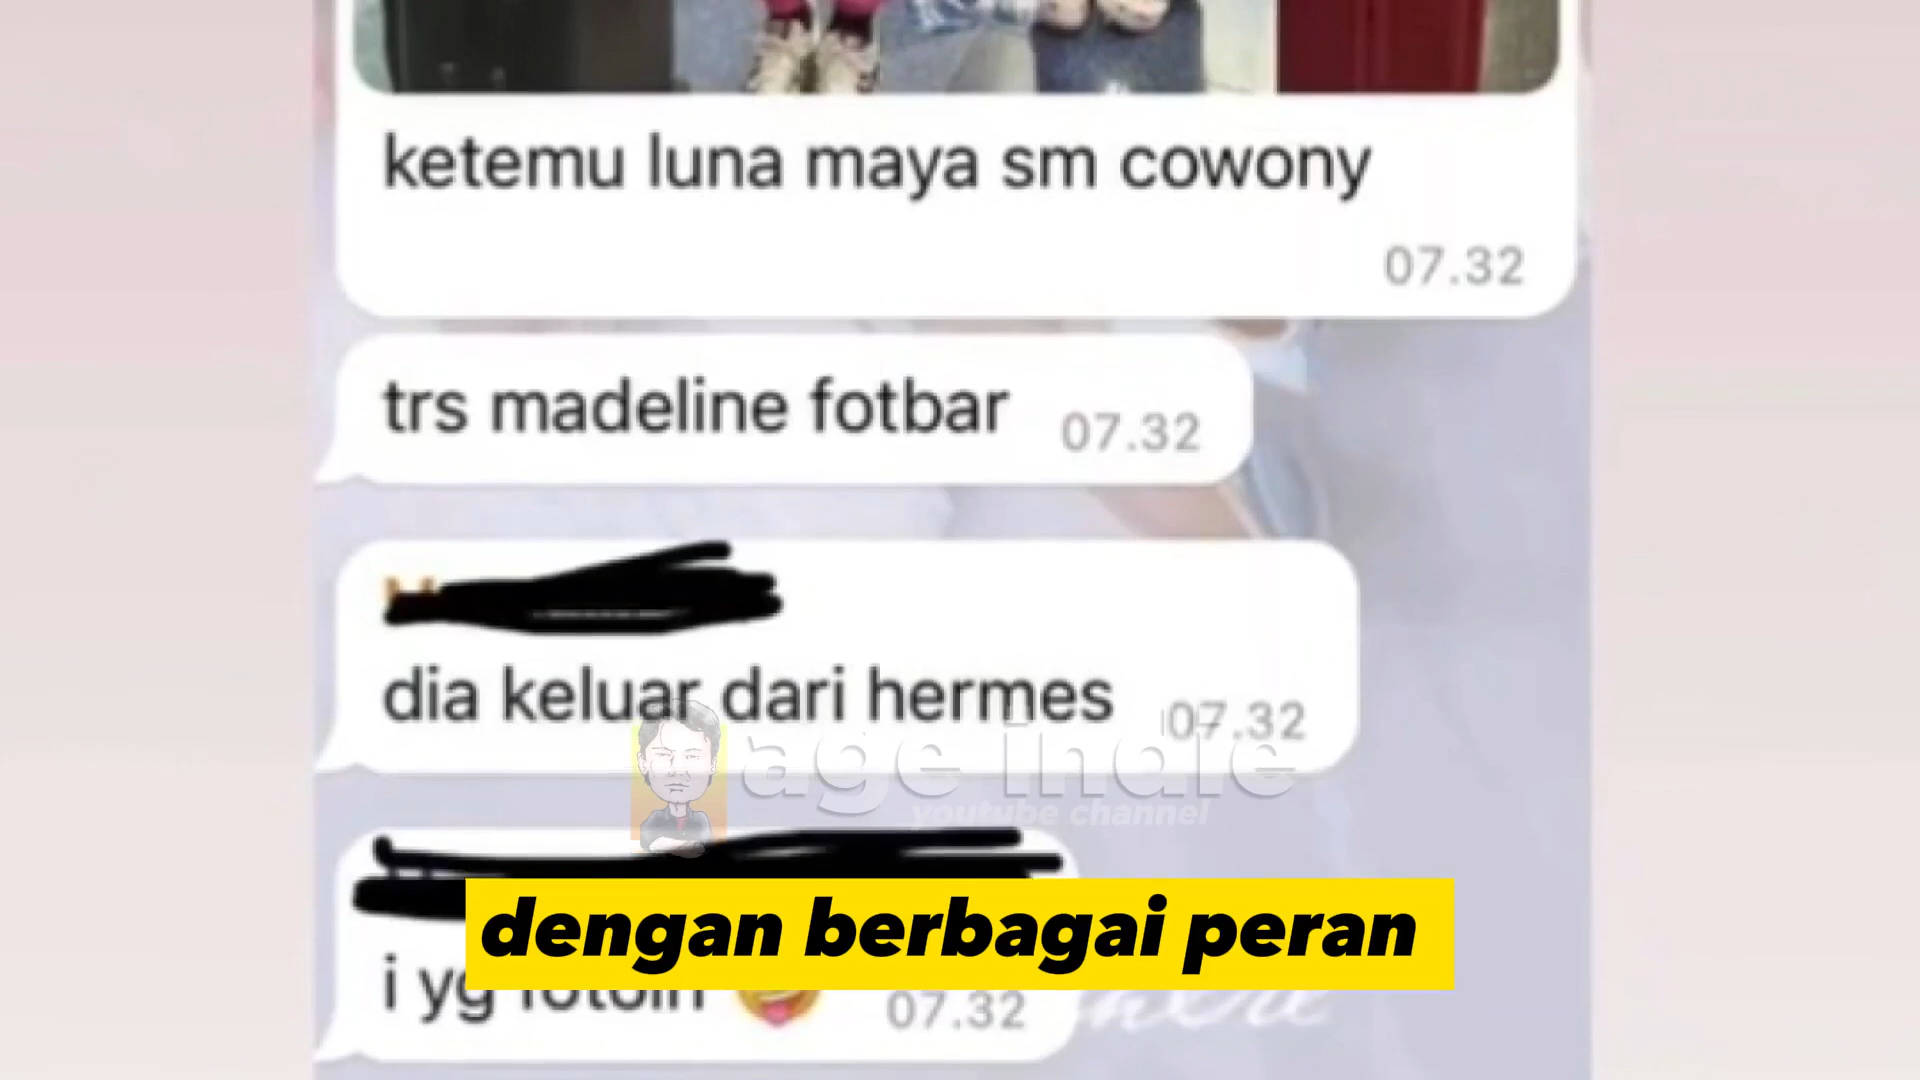 ketemu luna maya sm cowony
07.32
trs madeline fotbar
07.32
dia keluar dari hermes
07.32
age indie
youtube channel
dengan berbagai peran
i yg fotoin
07.32